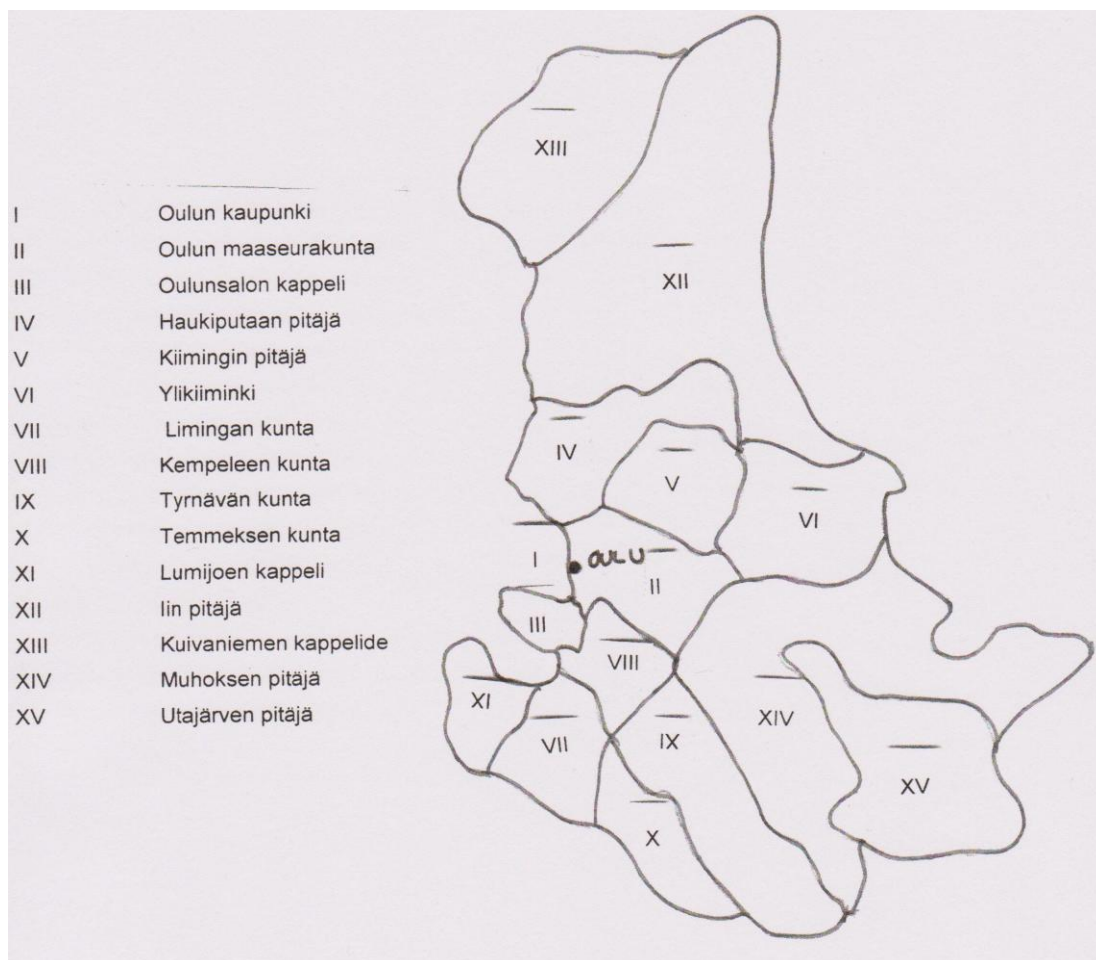 I Oulun kaupunki
II Oulun maaseurakunta
III Oulunsalon kappeli
IV Haukiputaan pitäjä
V Kiimingin pitäjä
VI Ylikiiminki
VII Limingan kunta
VIII Kempeleen kunta
IX Tyrnävän kunta
X Temmeksen kunta
XI Lumijoen kappeli
XII Iin pitäjä
XIII Kuivaniemen kappelide
XIV Muhoksen pitäjä
XV Utajärven pitäjä
XIII
XII
IV
V
VI
I
OULU
II
III
VIII
XI
VII
IX
XIV
XV
X